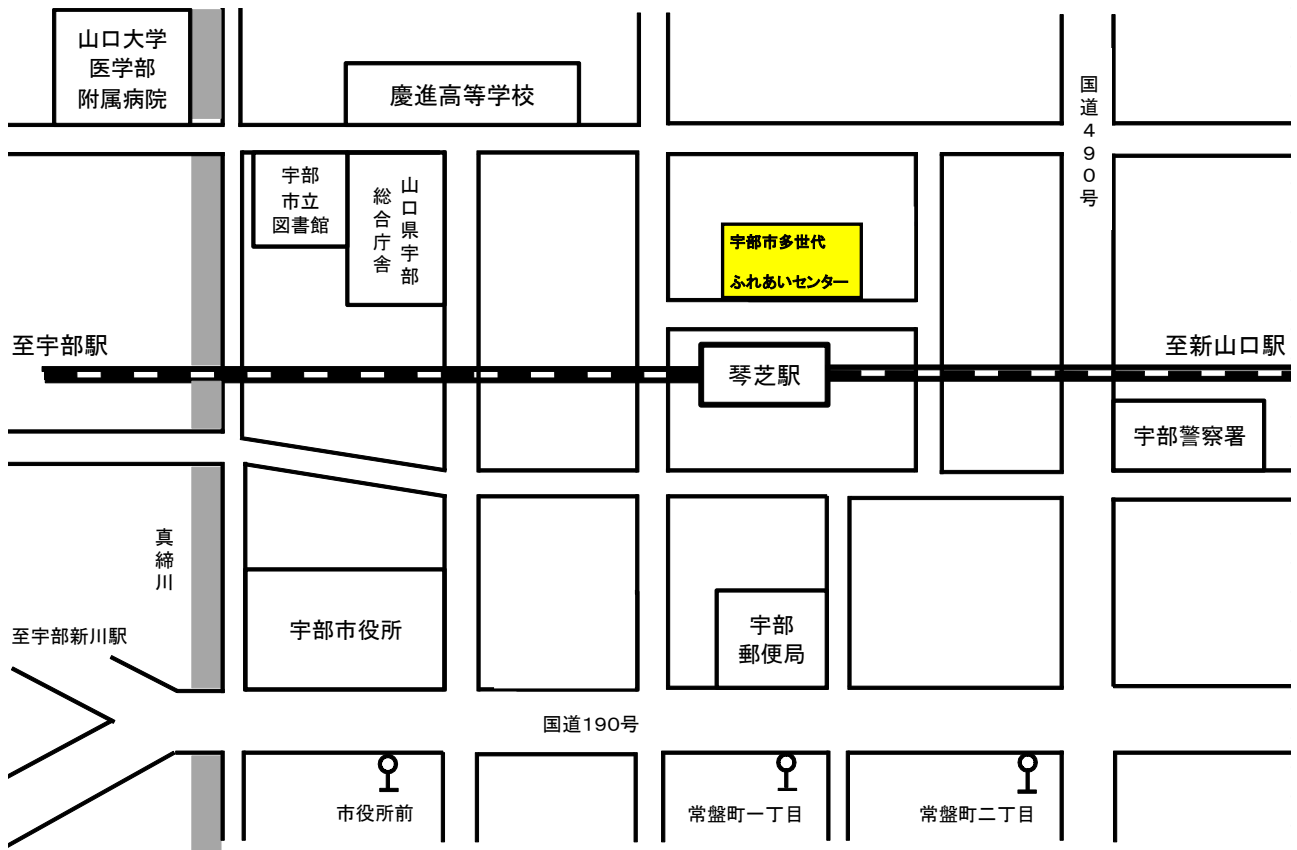 山口大学
医学部
附属病院
慶進高等学校
国道490号
宇部
市立
図書館
山口県宇部
総合庁舎
宇部市多世代
ふれあいセンター
至宇部駅
至新山口駅
琴芝駅
宇部警察署
真締川
宇部市役所
宇部
郵便局
至宇部新川駅
国道190号
市役所前
常盤町一丁目
常盤町二丁目